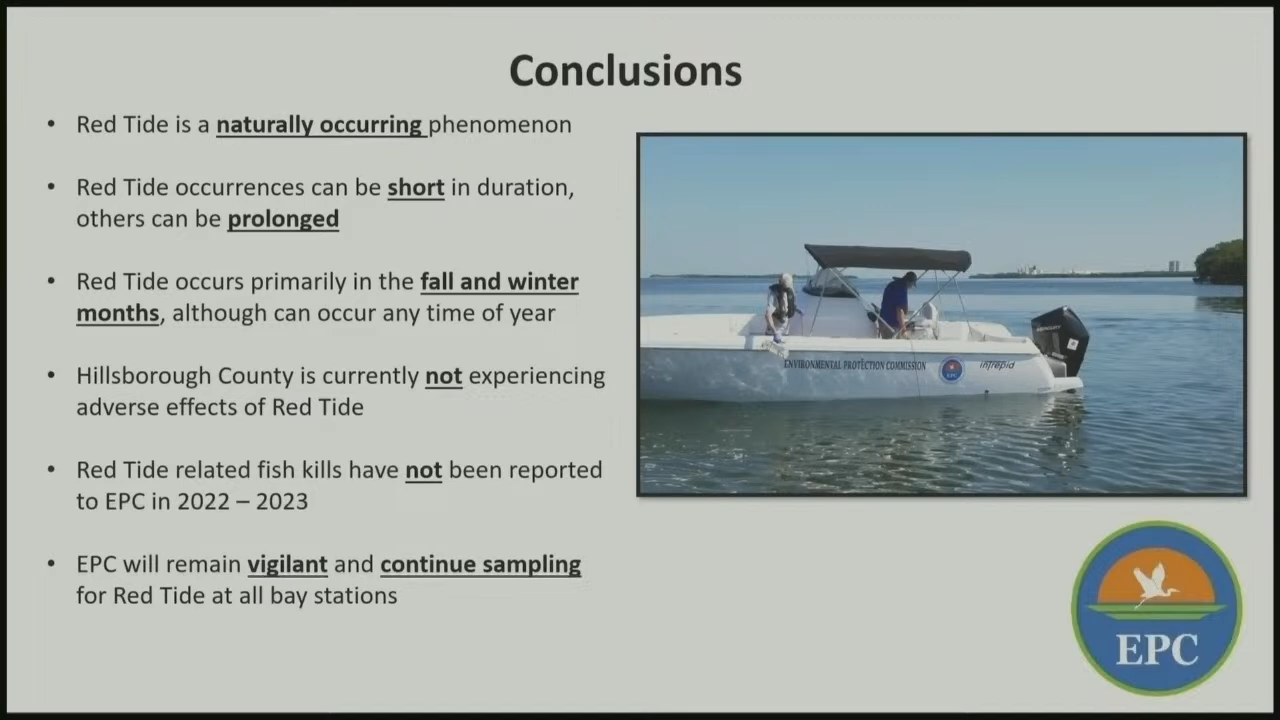 Conclusions
• Red Tide is a naturally occurring phenomenon
• Red Tide occurrences can be short in duration,
others can be prolonged
• Red Tide occurs primarily in the fall and winter
months, although can occur any time of year
• Hillsborough County is currently not experiencing
adverse effects of Red Tide
• Red Tide related fish kills have not been reported
to EPC in 2022 – 2023
• EPC will remain vigilant and continue sampling
for Red Tide at all bay stations
ENVIRONMENTAL PROTECTION COMMISSION
EPC
intrepid
MERCURY
EPC